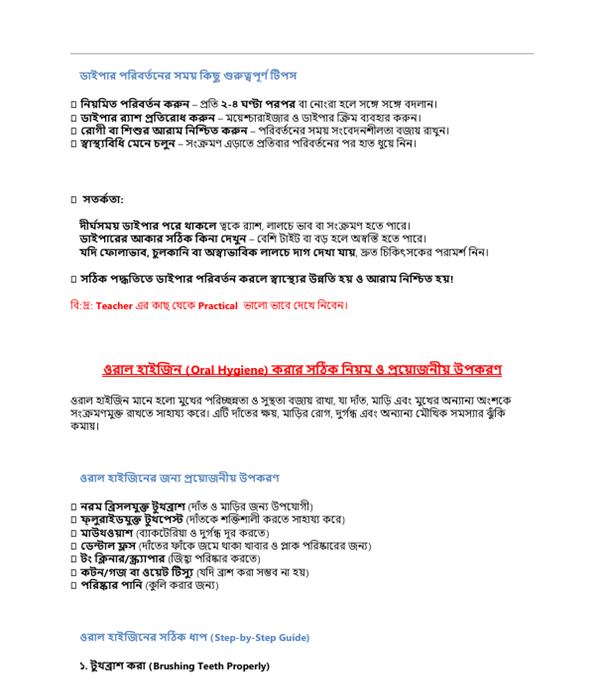 ডাইপার পরিবর্তনের সময় কিছু গুরুত্বপূর্ণ টিপস
নিয়মিত পরিবর্তন করুন – প্রতি ২-৪ ঘণ্টা পরপর বা নোংরা হলে সঙ্গে সঙ্গে বদলান।
ডাইপার র‍্যাশ প্রতিরোধ করুন – ময়েশ্চারাইজার ও ডাইপার ক্রিম ব্যবহার করুন।
রোগী বা শিশুর আরাম নিশ্চিত করুন – পরিবর্তনের সময় সংবেদনশীলতা বজায় রাখুন।
স্বাস্থ্যবিধি মেনে চলুন – সংক্রমণ এড়াতে প্রতিবার পরিবর্তনের পর হাত ধুয়ে নিন।
সতর্কতা:
দীর্ঘসময় ডাইপার পরে থাকলে ত্বকে র‍্যাশ, লালচে ভাব বা সংক্রমণ হতে পারে।
ডাইপারের আকার সঠিক কিনা দেখুন – বেশি টাইট বা বড় হলে অস্বস্তি হতে পারে।
যদি ফোলাভাব, চুলকানি বা অস্বাভাবিক লালচে দাগ দেখা যায়, দ্রুত চিকিৎসকের পরামর্শ নিন।
সঠিক পদ্ধতিতে ডাইপার পরিবর্তন করলে স্বাস্থ্যের উন্নতি হয় ও আরাম নিশ্চিত হয়!
বি:দ্র: Teacher এর কাছ থেকে Practical ভালো ভাবে দেখে নিবেন।
ওরাল হাইজিন (Oral Hygiene) করার সঠিক নিয়ম ও প্রয়োজনীয় উপকরণ
ওরাল হাইজিন মানে হলো মুখের পরিচ্ছন্নতা ও সুস্থতা বজায় রাখা, যা দাঁত, মাড়ি এবং মুখের অন্যান্য অংশকে
সংক্রমণমুক্ত রাখতে সাহায্য করে। এটি দাঁতের ক্ষয়, মাড়ির রোগ, দুর্গন্ধ এবং অন্যান্য মৌখিক সমস্যার ঝুঁকি
কমায়।
ওরাল হাইজিনের জন্য প্রয়োজনীয় উপকরণ
নরম ব্রিসলযুক্ত টুথব্রাশ (দাঁত ও মাড়ির জন্য উপযোগী)
ফ্লুরাইডযুক্ত টুথপেস্ট (দাঁতকে শক্তিশালী করতে সাহায্য করে)
মাউথওয়াশ (ব্যাকটেরিয়া ও দুর্গন্ধ দূর করতে)
ডেন্টাল ফ্লস (দাঁতের ফাঁকে জমে থাকা খাবার ও প্লাক পরিষ্কারের জন্য)
টং ক্লিনার/স্ক্র্যাপার (জিহ্বা পরিষ্কার করতে)
কটন/গজ বা ওয়েট টিস্যু (যদি ব্রাশ করা সম্ভব না হয়)
পরিষ্কার পানি (কুলি করার জন্য)
ওরাল হাইজিনের সঠিক ধাপ (Step-by-Step Guide)
১. টুথব্রাশ করা (Brushing Teeth Properly)